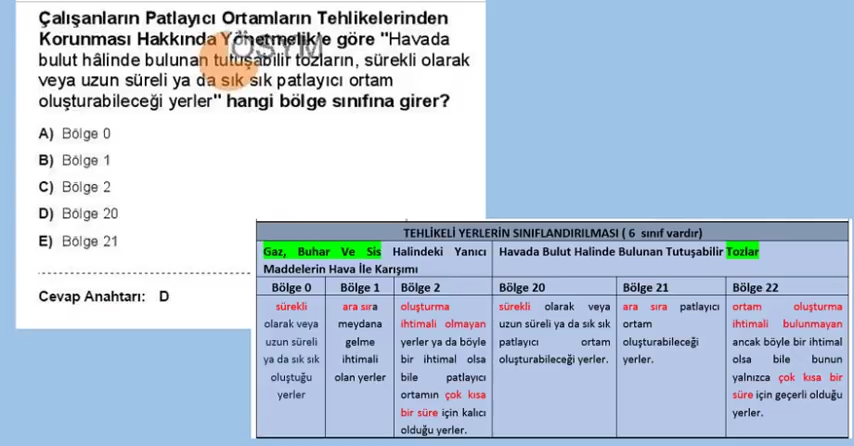 Çalışanların Patlayıcı Ortamların Tehlikelerinden
Korunması Hakkında Yönetmelik'e göre "Havada
bulut hâlinde bulunan tutuşabilir tozların, sürekli olarak
veya uzun süreli ya da sık sık patlayıcı ortam
oluşturabileceği yerler" hangi bölge sınıfına girer?
ÖSYM
A) Bölge 0
B) Bölge 1
C) Bölge 2
D) Bölge 20
E) Bölge 21
Cevap Anahtarı: D
TEHLİKELİ YERLERİN SINIFLANDIRILMASI ( 6 sınıf vardır)
Gaz, Buhar Ve Sis Halindeki Yanıcı
Maddelerin Hava İle Karışımı
Havada Bulut Halinde Bulunan Tutuşabilir Tozlar
Bölge 0
sürekli
olarak veya
uzun süreli
ya da sık sık
oluştuğu
yerler
Bölge 1
ara sıra
meydana
gelme
ihtimali
olan yerler
Bölge 2
oluşturma
ihtimali olmayan
yerler ya da böyle
bir ihtimal olsa
bile patlayıcı
ortamın çok kısa
bir süre için kalıcı
olduğu yerler.
Bölge 20
sürekli olarak veya
uzun süreli ya da sık sık
patlayıcı ortam
oluşturabileceği yerler.
Bölge 21
ara sıra patlayıcı
ortam
oluşturabileceği
yerler.
Bölge 22
ortam oluşturma
ihtimali bulunmayan
ancak böyle bir ihtimal
olsa bile bunun
yalnızca çok kısa bir
süre için geçerli olduğu
yerler.